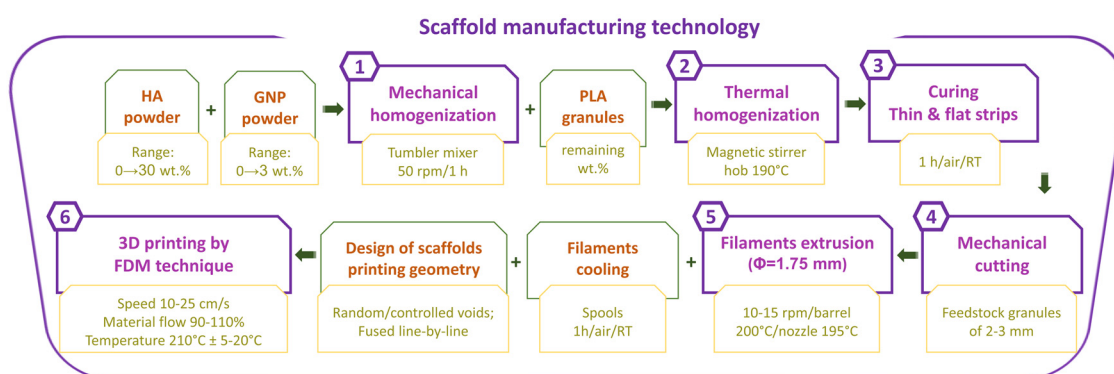 Scaffold manufacturing technology
HA
powder
Range:
0→30 wt.%
+
GNP
powder
Range:
0→3 wt.%
1
Mechanical
homogenization
Tumbler mixer
50 rpm/1 h
+
PLA
granules
remaining
wt.%
2
Thermal
homogenization
Magnetic stirrer
hob 190°C
3
Curing
Thin & flat strips
1 h/air/RT
4
Mechanical
cutting
Feedstock granules
of 2-3 mm
5
Filaments extrusion
(Φ=1.75 mm)
10-15 rpm/barrel
200°C/nozzle 195°C
+
Filaments
cooling
Spools
1h/air/RT
+
Design of scaffolds
printing geometry
Random/controlled voids;
Fused line-by-line
6
3D printing by
FDM technique
Speed 10-25 cm/s
Material flow 90-110%
Temperature 210°C ± 5-20°C